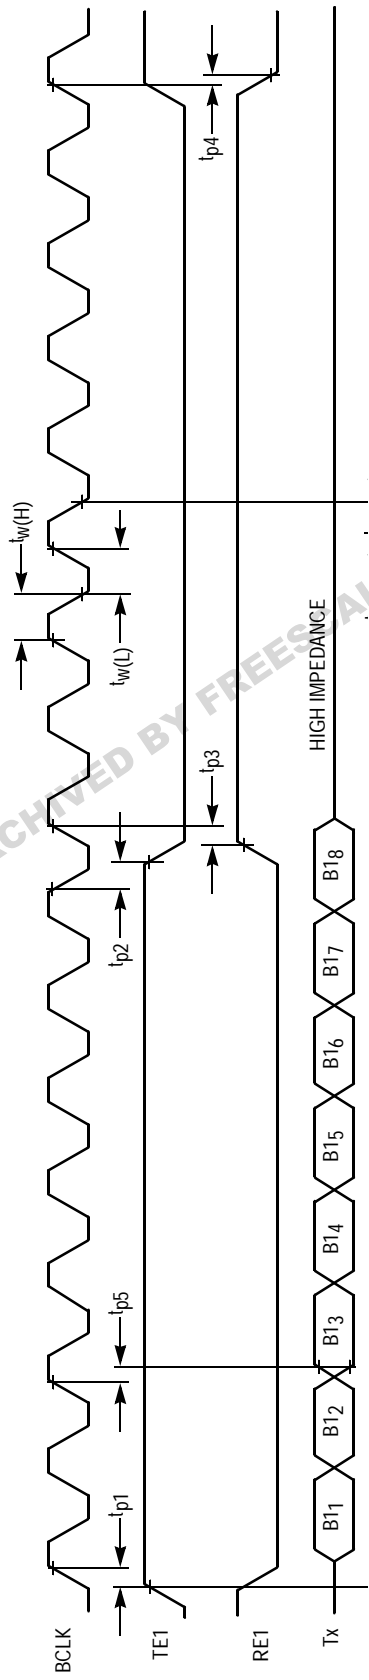 BCLK
TE1
RE1
Tx
tp1
tp5
tp2
tp3
tw(L)
tw(H)
tp4
B11
B12
B13
B14
B15
B16
B17
B18
HIGH IMPEDANCE
BY